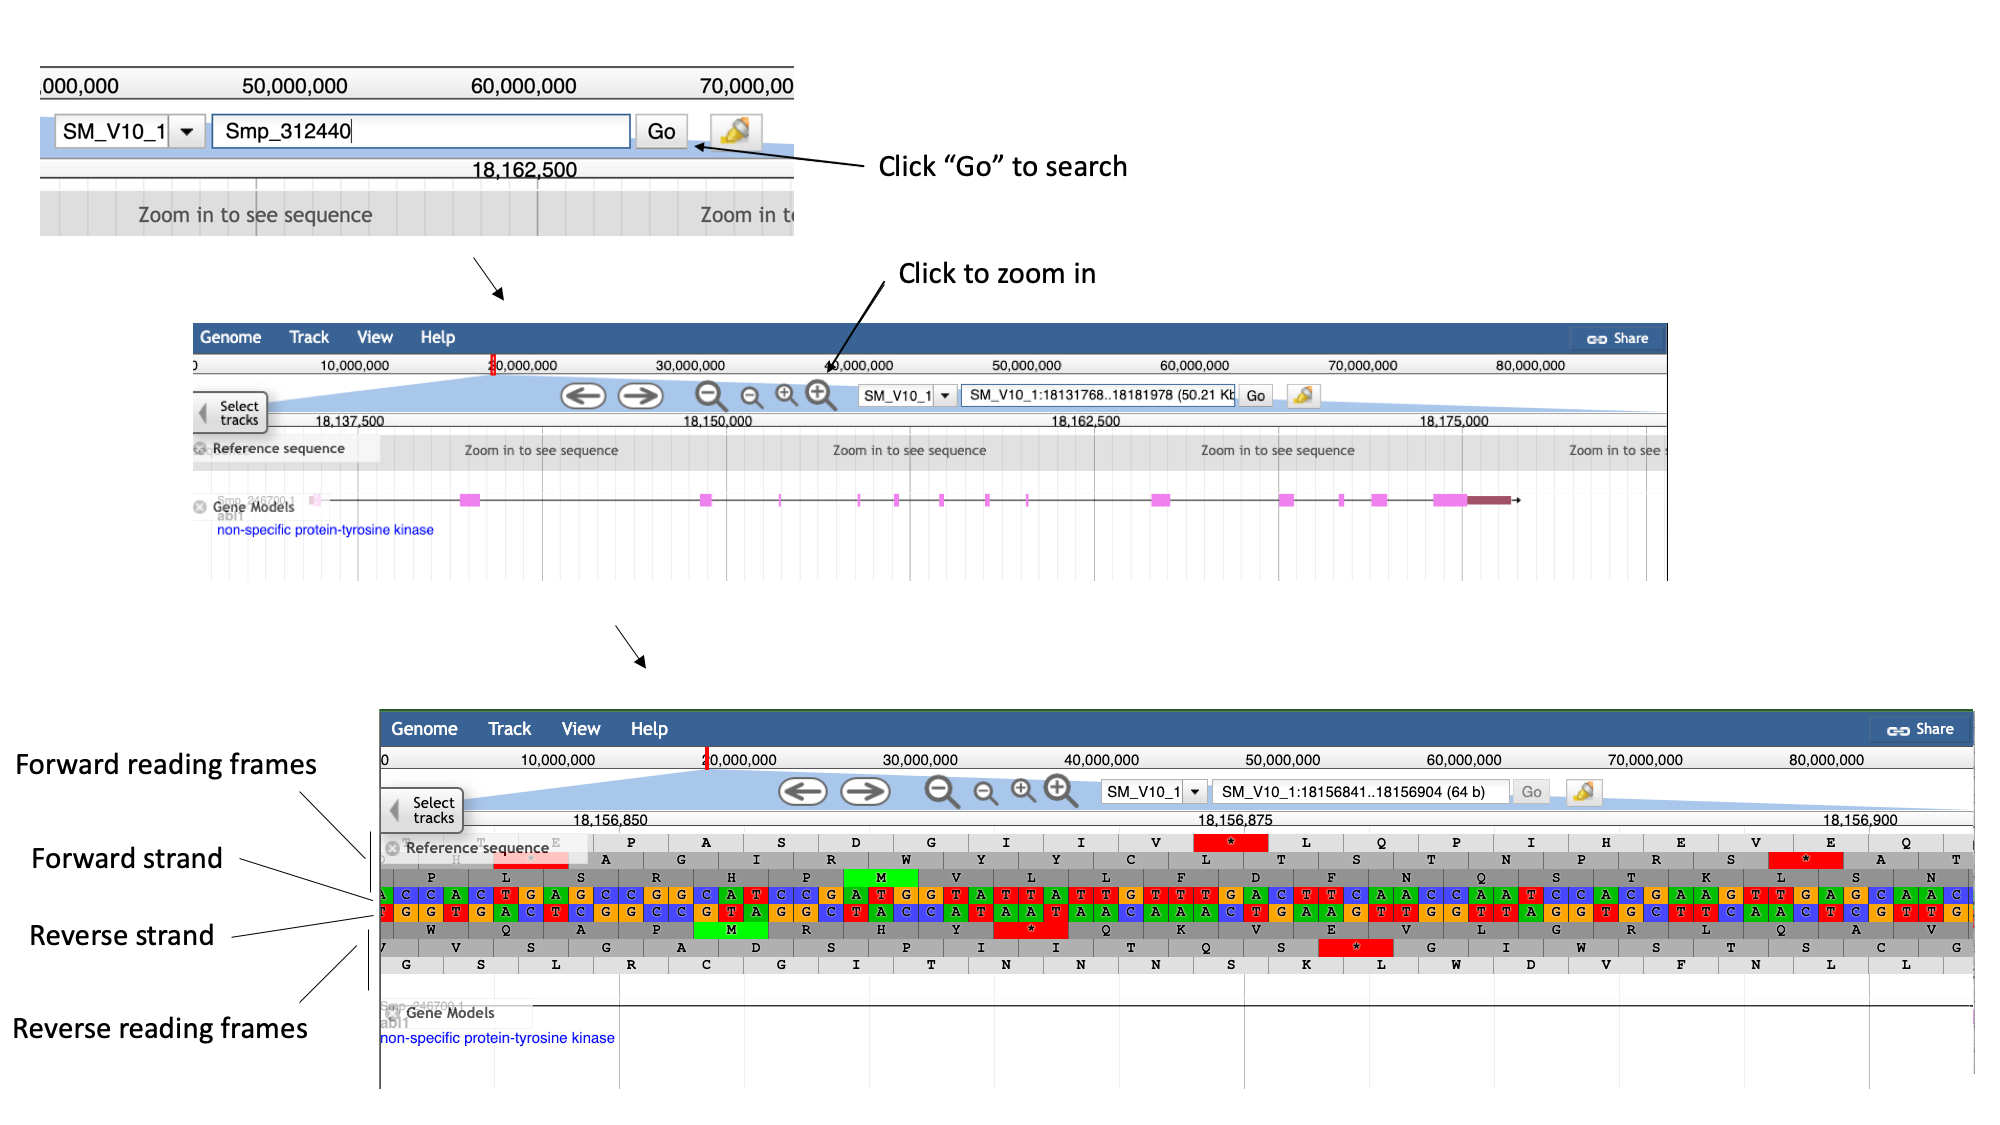 ,000,000 50,000,000 60,000,000 70,000,00
SM_V10_1 Smp_312440 Go
Click “Go” to search
18,162,500
Zoom in to see sequence Zoom in to
Click to zoom in
Genome Track View Help Share
0 10,000,000 20,000,000 30,000,000 40,000,000 50,000,000 60,000,000 70,000,000 80,000,000
SM_V10_1 SM_V10_1:18131768..18181978 (50.21 Kb Go
Select
tracks
18,137,500 18,150,000 18,162,500 18,175,000
Reference sequence Zoom in to see sequence Zoom in to see sequence Zoom in to see sequence Zoom in to see s
Smp_246700.1
Gene Models
abl1
non-specific protein-tyrosine kinase
Genome Track View Help Share
0 10,000,000 20,000,000 30,000,000 40,000,000 50,000,000 60,000,000 70,000,000 80,000,000
Forward reading frames
SM_V10_1 SM_V10_1:18156841..18156904 (64 b) Go
Select
tracks
18,156,850 18,156,875 18,156,900
T T E P A S D G I I V * L Q P I H E V E Q
Reference sequence
H * A G I R W Y Y C L T S T N P R S * A T
Forward strand
P L S R H P M V L L F D F N Q S T K L S N
A C C A C T G A G C C G G C A T C C G A T G G T A T T A T T G T T T G A C T T C A A C C A A T C C A C G A A G T T G A G C A A C
T G G T G A C T C G G C C G T A G G C T A C C A T A A T A A C A A A C T G A A G T T G G T T A G G T G C T T C A A C T C G T T G
Reverse strand
W Q A P M R H Y * Q K V E V L G R L Q A V
V V S G A D S P I I T Q S * G I W S T S C G
G S L R C G I T N N N S K L W D V F N L L
Reverse reading frames
Smp_246700.1
Gene Models
abl1
non-specific protein-tyrosine kinase